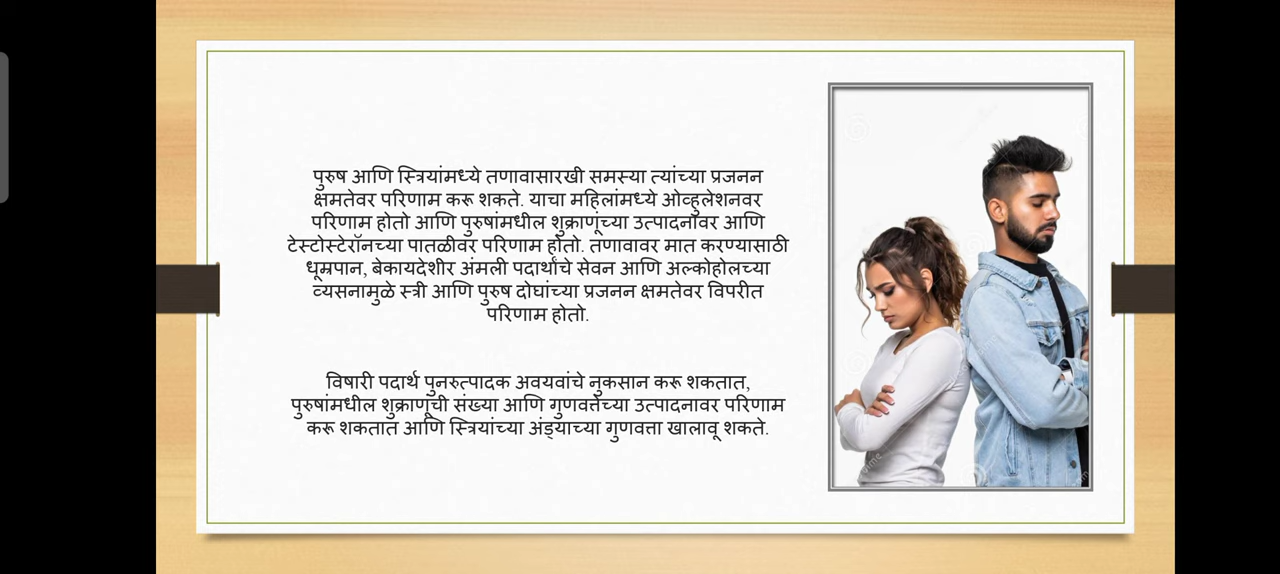 पुरुष आणि स्त्रियांमध्ये तणावासारखी समस्या त्यांच्या प्रजनन
क्षमतेवर परिणाम करू शकते. याचा महिलांमध्ये ओव्हुलेशनवर
परिणाम होतो आणि पुरुषांमधील शुक्राणूंच्या उत्पादनावर आणि
टेस्टोस्टेरॉनच्या पातळीवर परिणाम होतो. तणावावर मात करण्यासाठी
धूम्रपान, बेकायदेशीर अंमली पदार्थांचे सेवन आणि अल्कोहोलच्या
व्यसनामुळे स्त्री आणि पुरुष दोघांच्या प्रजनन क्षमतेवर विपरीत
परिणाम होतो.
विषारी पदार्थ पुनरुत्पादक अवयवांचे नुकसान करू शकतात,
पुरुषांमधील शुक्राणूंची संख्या आणि गुणवत्तेच्या उत्पादनावर परिणाम
करू शकतात आणि स्त्रियांच्या अंड्याच्या गुणवत्ता खालावू शकते.